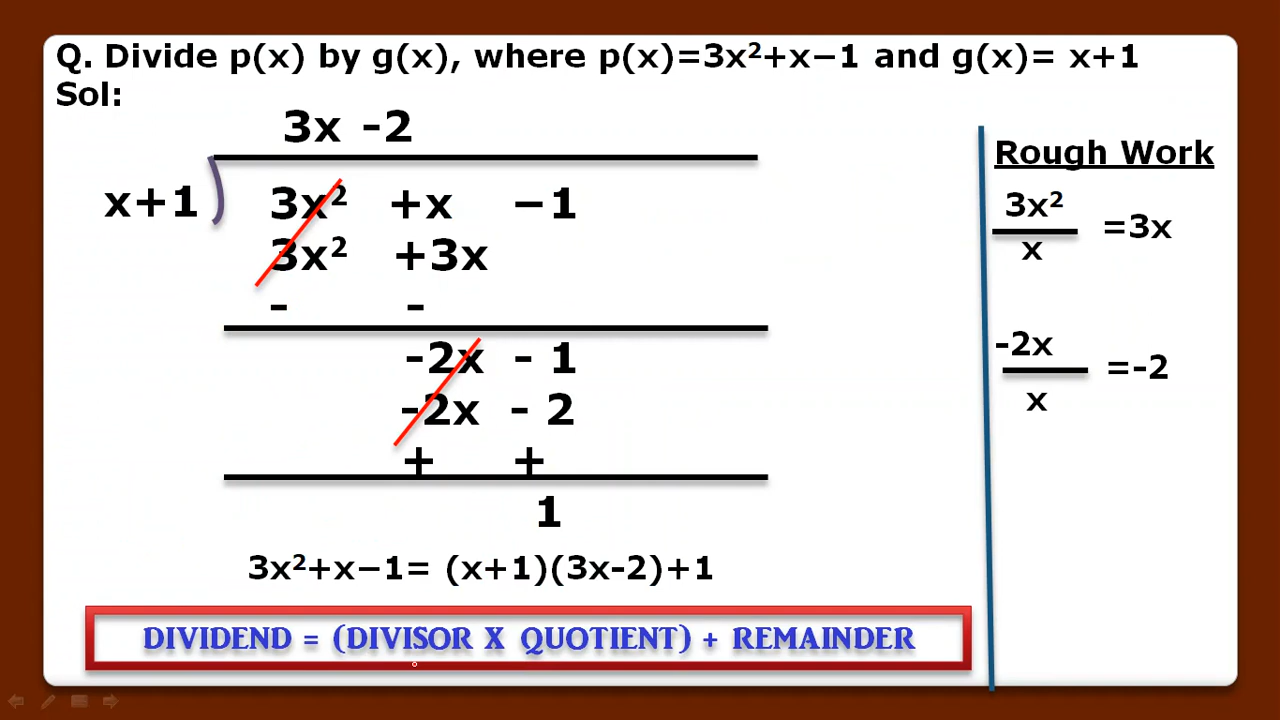 Q. Divide p(x) by g(x), where p(x)=3x²+x−1 and g(x)= x+1
Sol:
3x -2
x+1 3x² +x −1
3x² +3x
- -
-2x - 1
-2x - 2
+ +
1
3x²+x−1= (x+1)(3x-2)+1
DIVIDEND = (DIVISOR X QUOTIENT) + REMAINDER
Rough Work
3x²
=3x
x
-2x
=-2
x